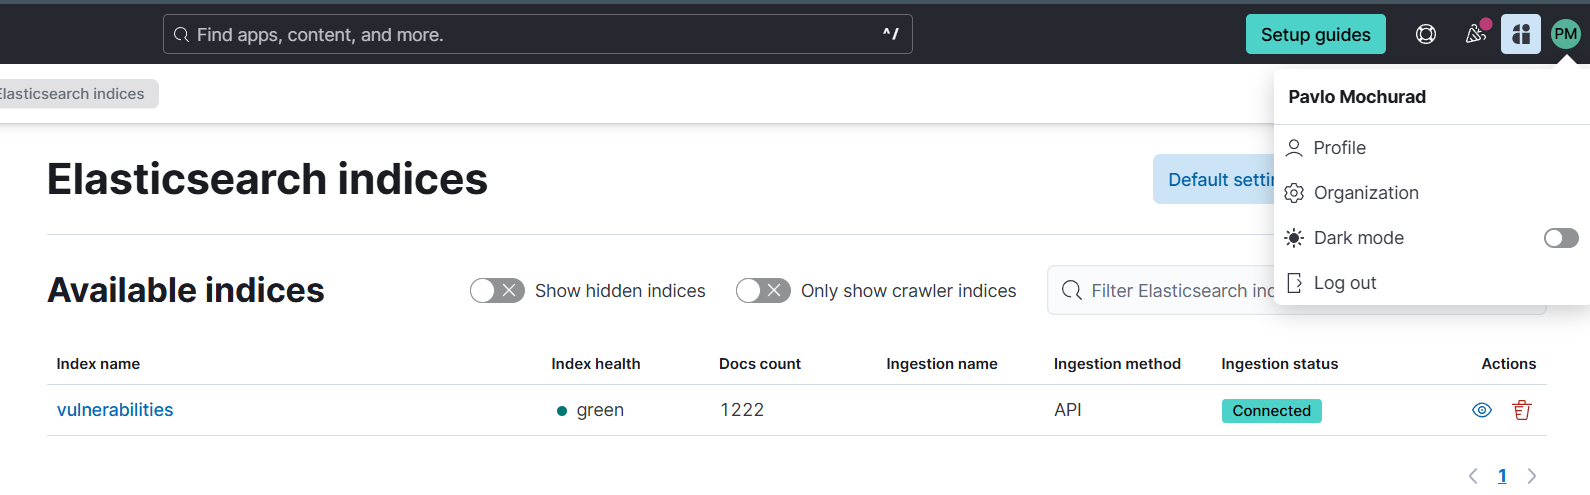 Find apps, content, and more.
^/
Setup guides
PM
Elasticsearch indices
Pavlo Mochurad
Profile
Organization
Dark mode
Log out
Elasticsearch indices
Default
Available indices
Show hidden indices
Only show crawler indices
Filter Elasticsearch
Index name Index health Docs count Ingestion name Ingestion method Ingestion status Actions
vulnerabilities green 1222 API Connected
1